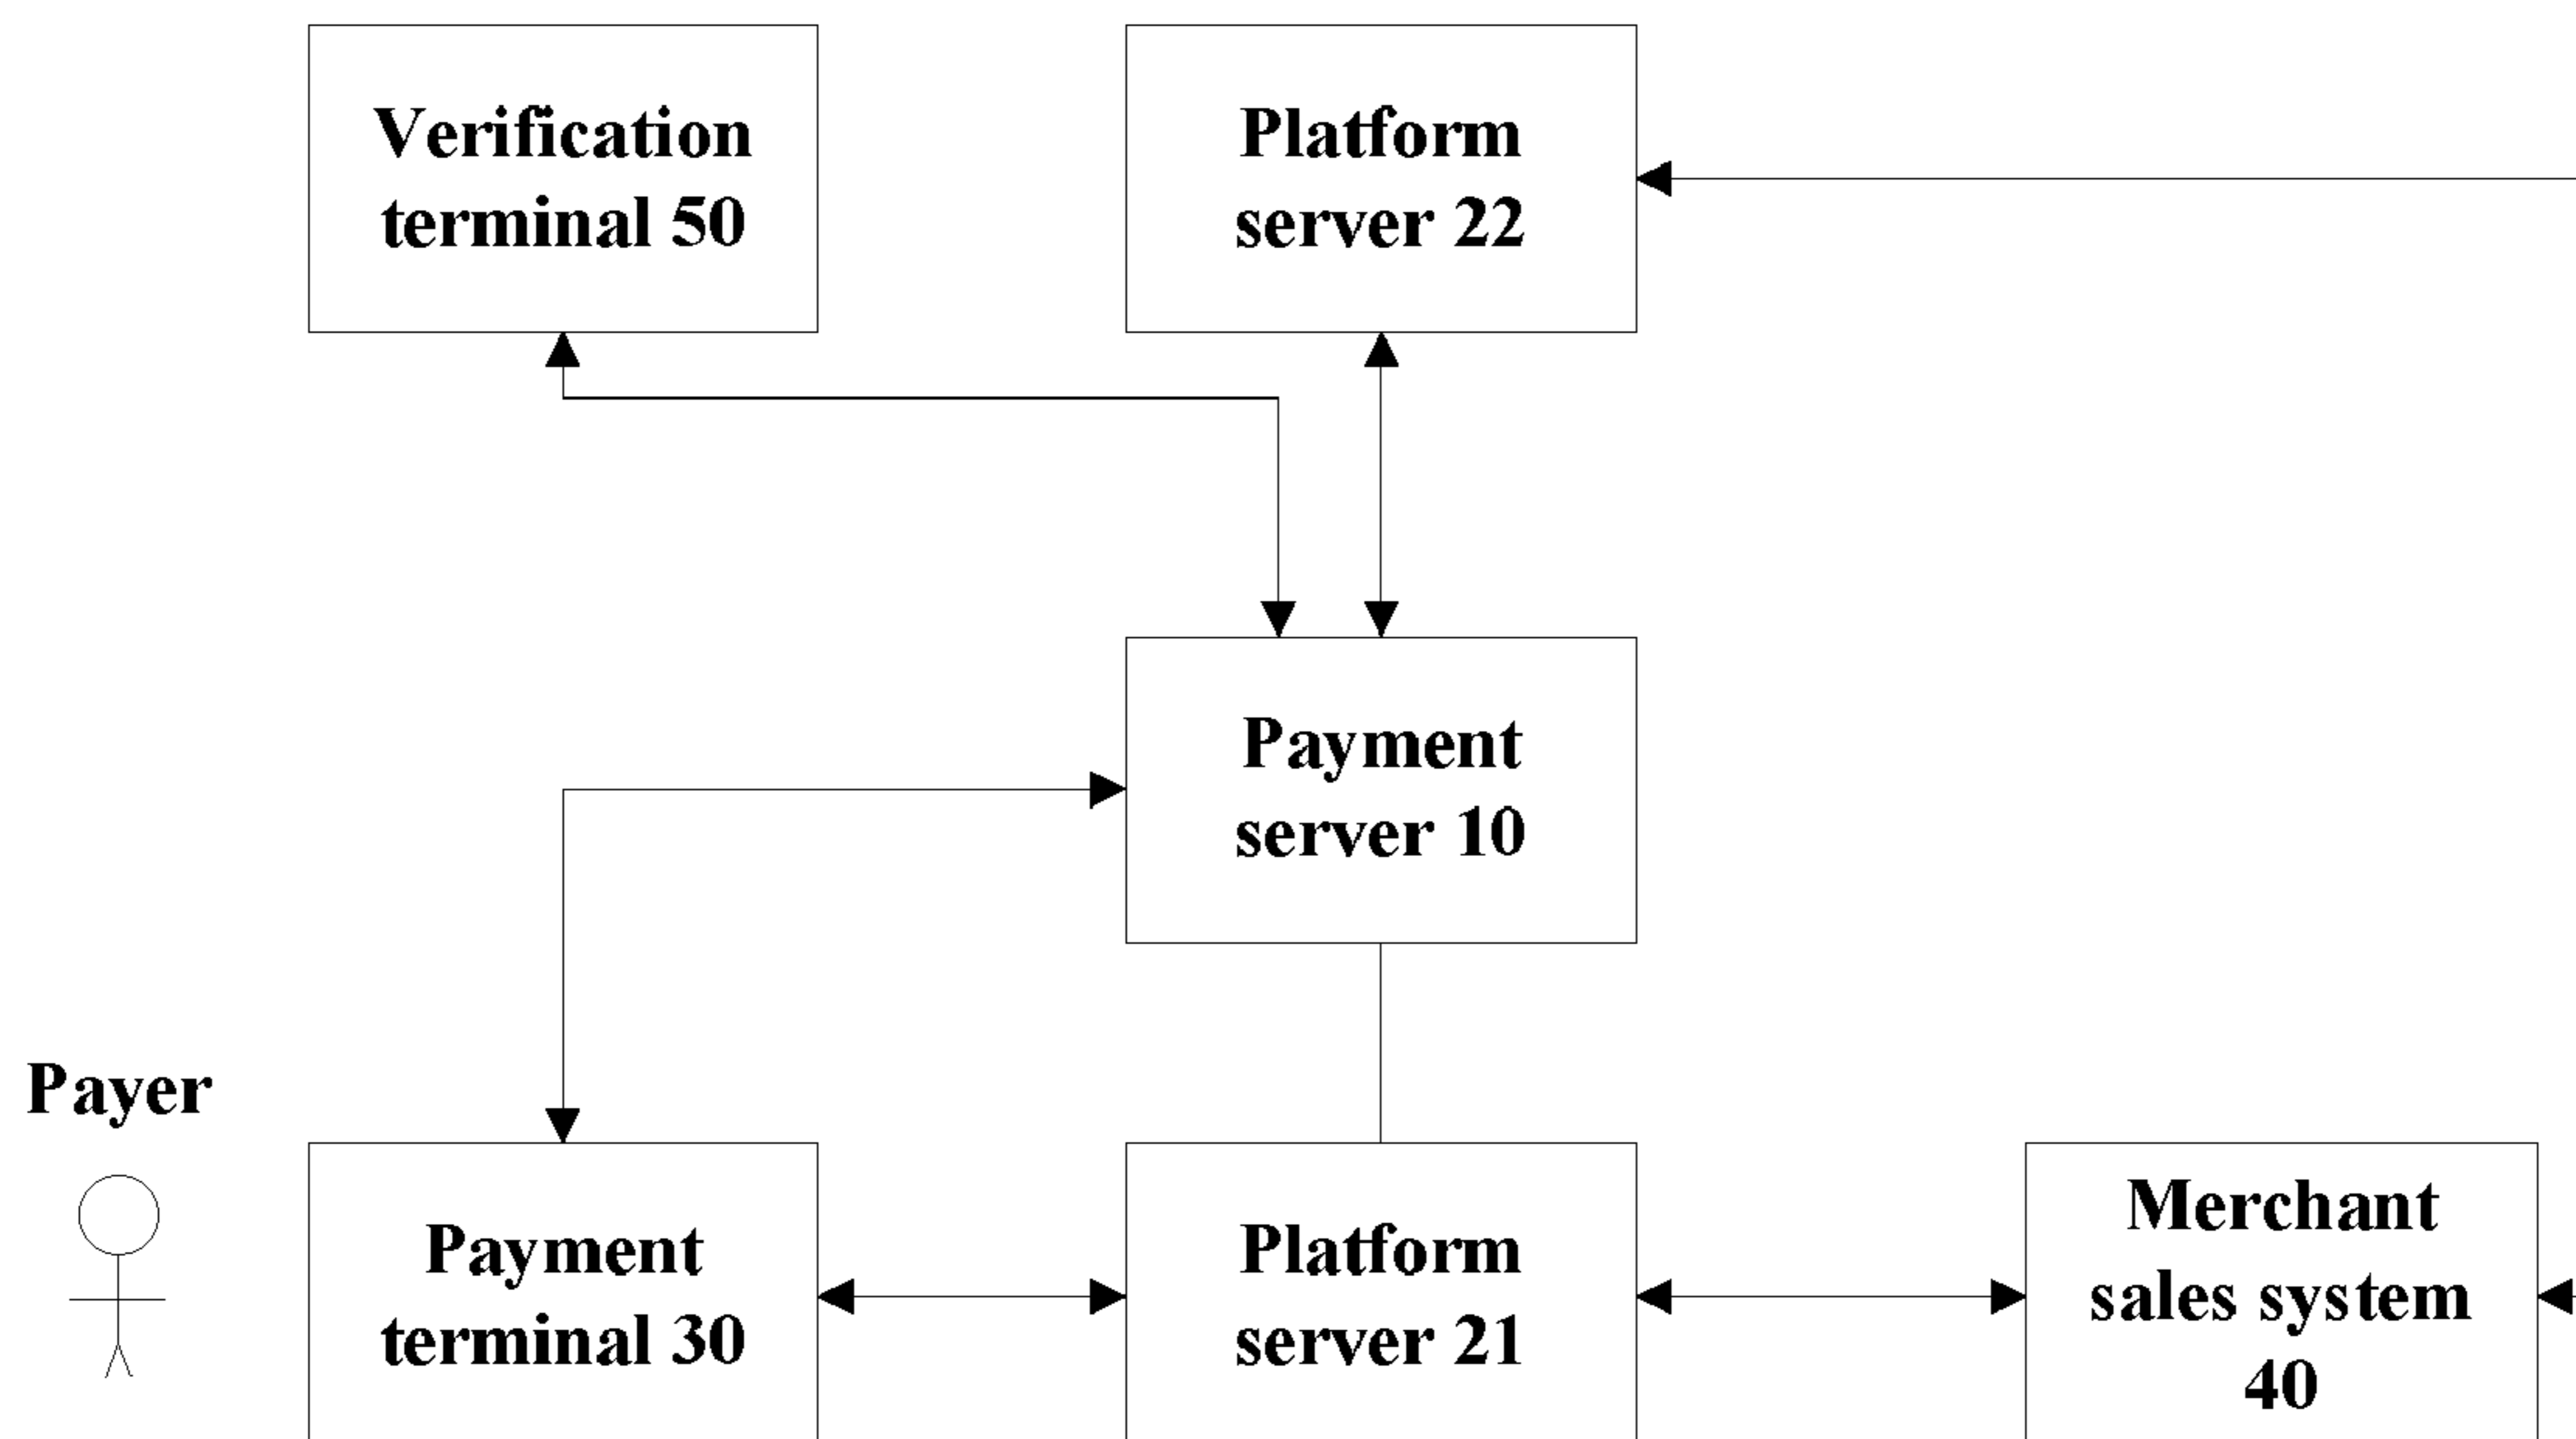 Verification
terminal 50
Platform
server 22
Payment
server 10
Payer
Payment
terminal 30
Platform
server 21
Merchant
sales system
40